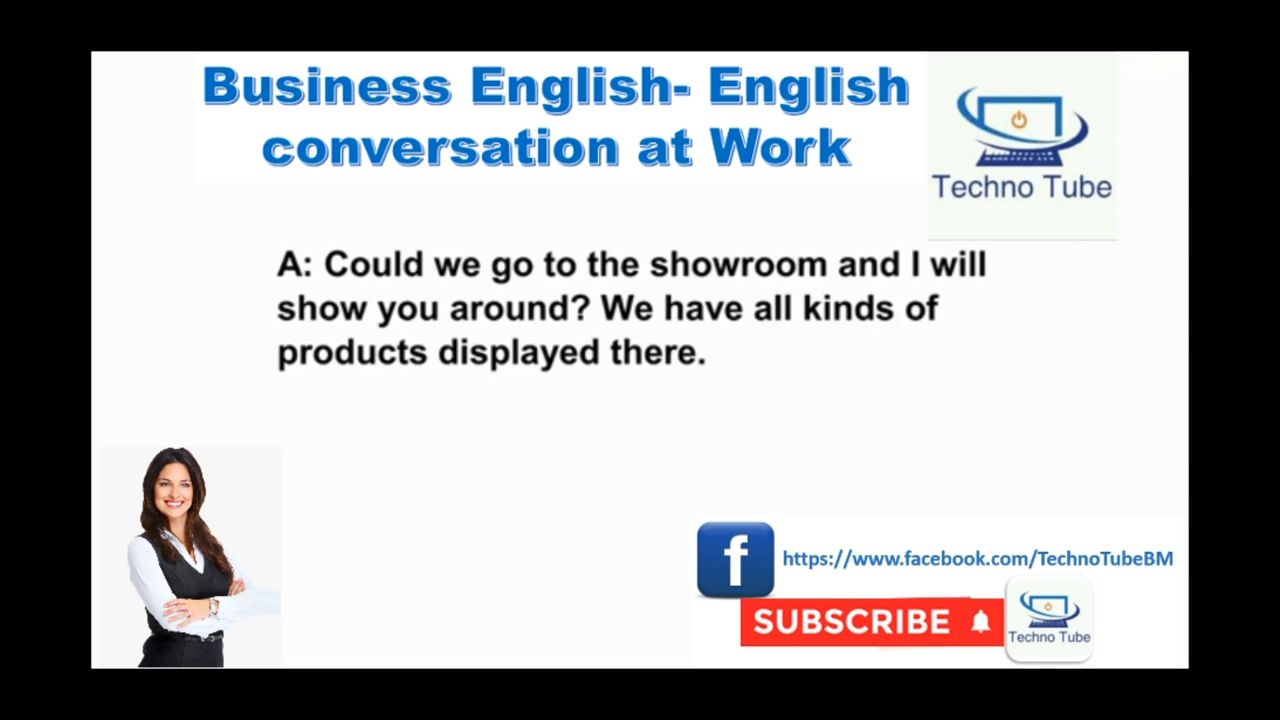 Business English- English
conversation at Work
Techno Tube
A: Could we go to the showroom and I will
show you around? We have all kinds of
products displayed there.
f
https://www.facebook.com/TechnoTubeBM
SUBSCRIBE
Techno Tube